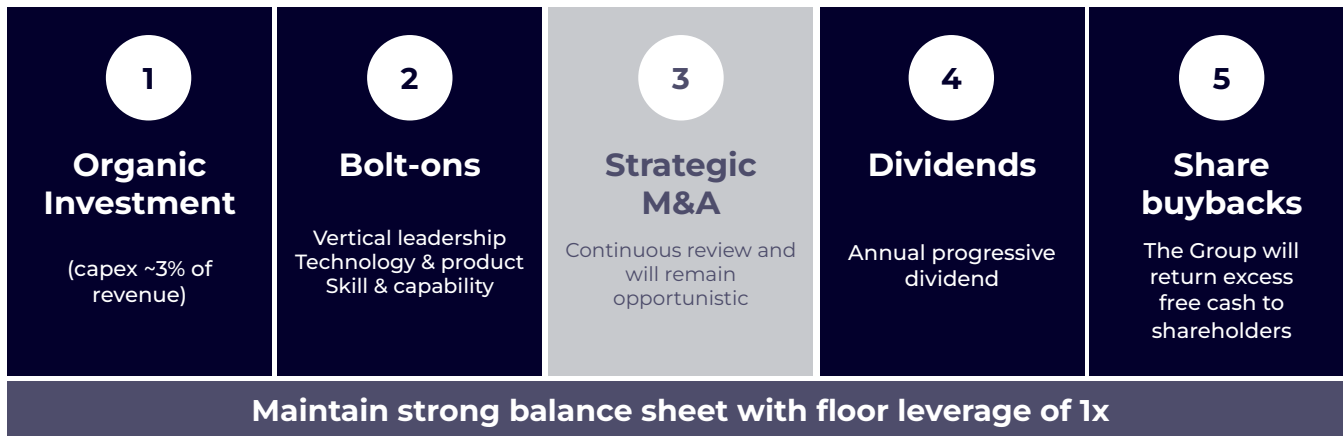 1
Organic
Investment
(capex ~3% of
revenue)
2
Bolt-ons
Vertical leadership
Technology & product
Skill & capability
3
Strategic
M&A
Continuous review and
will remain
opportunistic
4
Dividends
Annual progressive
dividend
5
Share
buybacks
The Group will
return excess
free cash to
shareholders
Maintain strong balance sheet with floor leverage of 1x